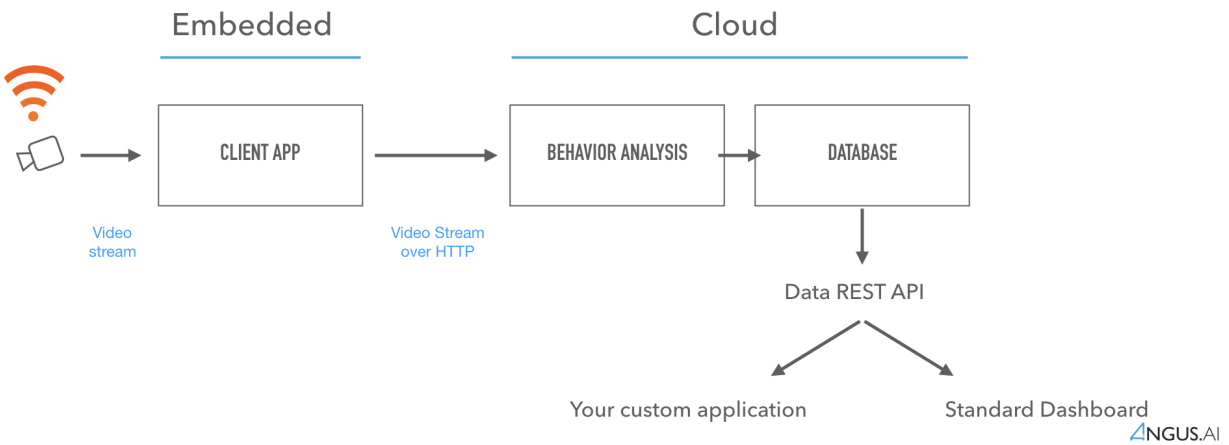 Embedded
Cloud
CLIENT APP
BEHAVIOR ANALYSIS
DATABASE
Video
stream
Video Stream
over HTTP
Data REST API
Your custom application
Standard Dashboard
ANGUS.AI